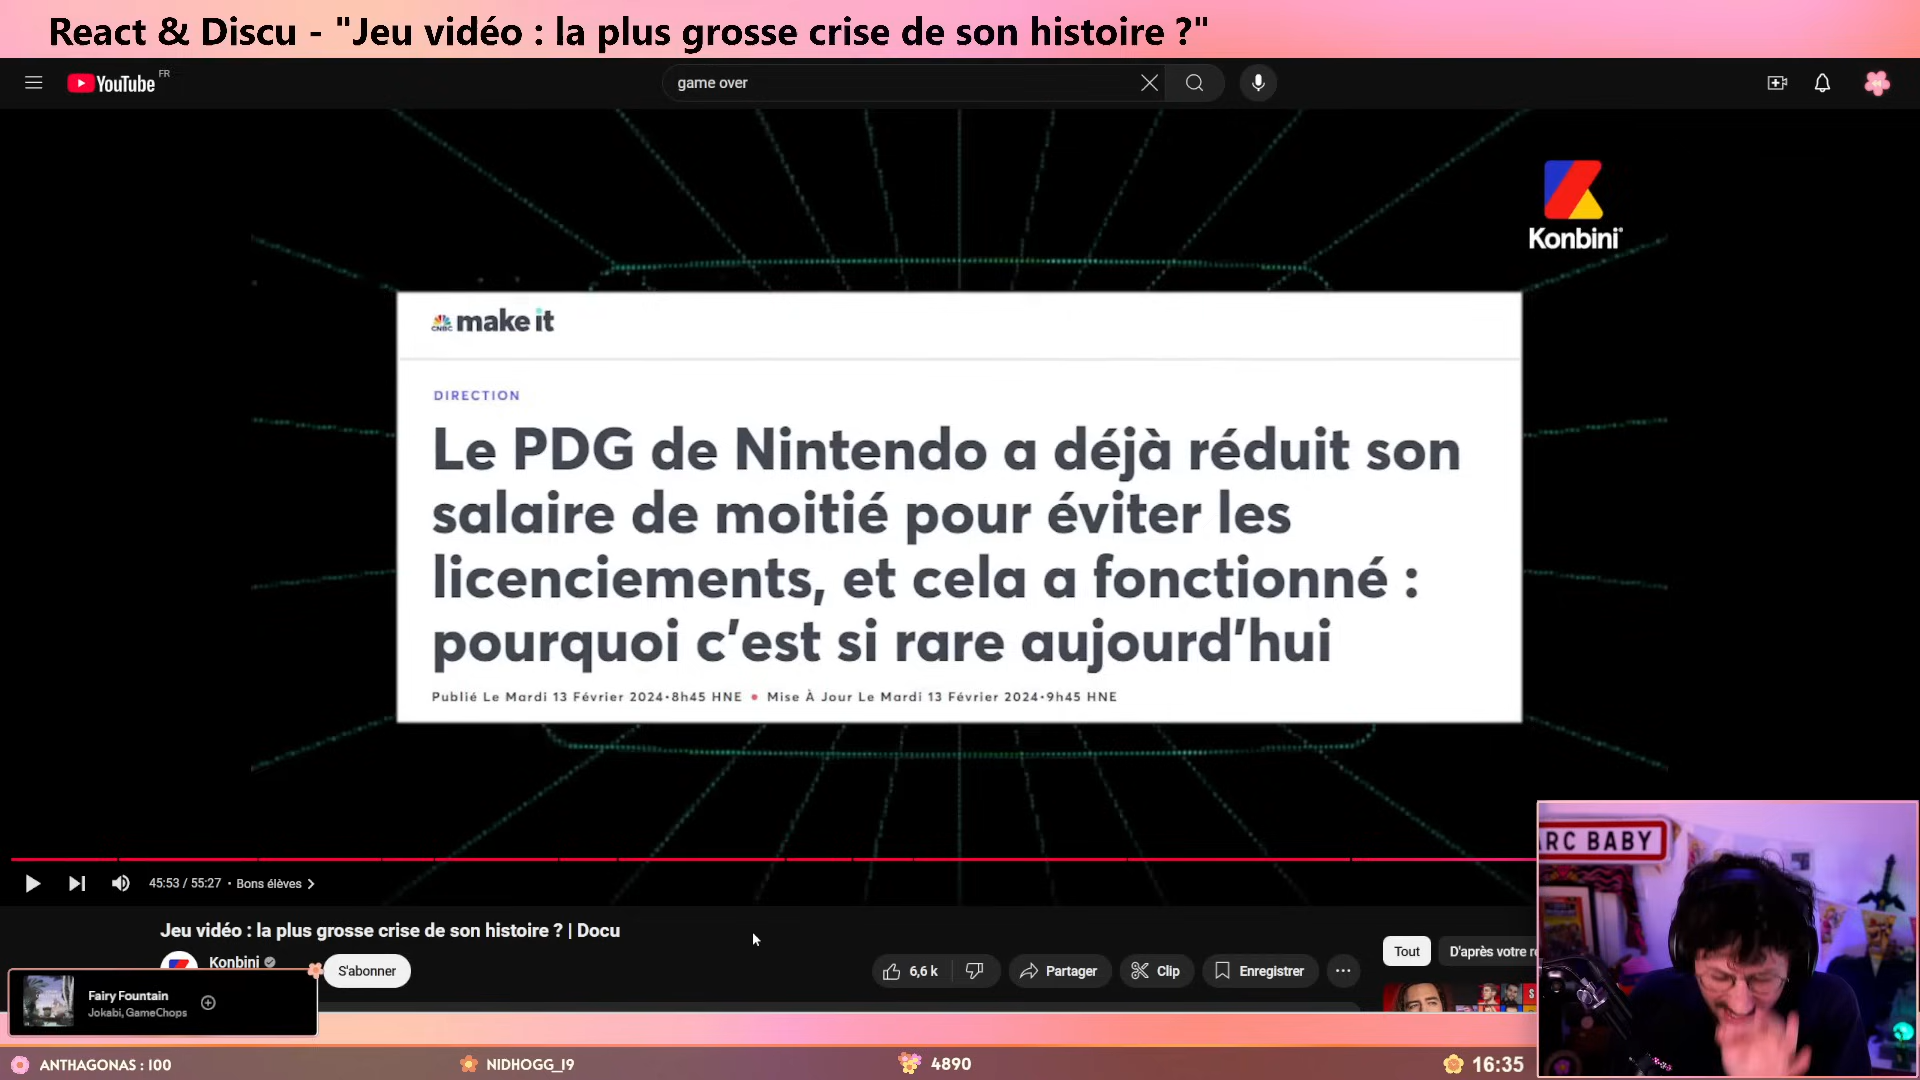 React & Discu - "Jeu vidéo : la plus grosse crise de son histoire ?"
YouTube FR
game over
Konbini
CNBC make it
DIRECTION
Le PDG de Nintendo a déjà réduit son
salaire de moitié pour éviter les
licenciements, et cela a fonctionné :
pourquoi c'est si rare aujourd'hui
Publié Le Mardi 13 Février 2024•8h45 HNE • Mise À Jour Le Mardi 13 Février 2024•9h45 HNE
ARC BABY
45:53 / 55:27 • Bons élèves
Jeu vidéo : la plus grosse crise de son histoire ? | Docu
Konbini
S'abonner
6,6 k
Partager
Clip
Enregistrer
Tout
D'après votre re
Fairy Fountain
Jokabi, GameChops
ANTHAGONAS : 100
NIDHOGG_19
4890
16:35